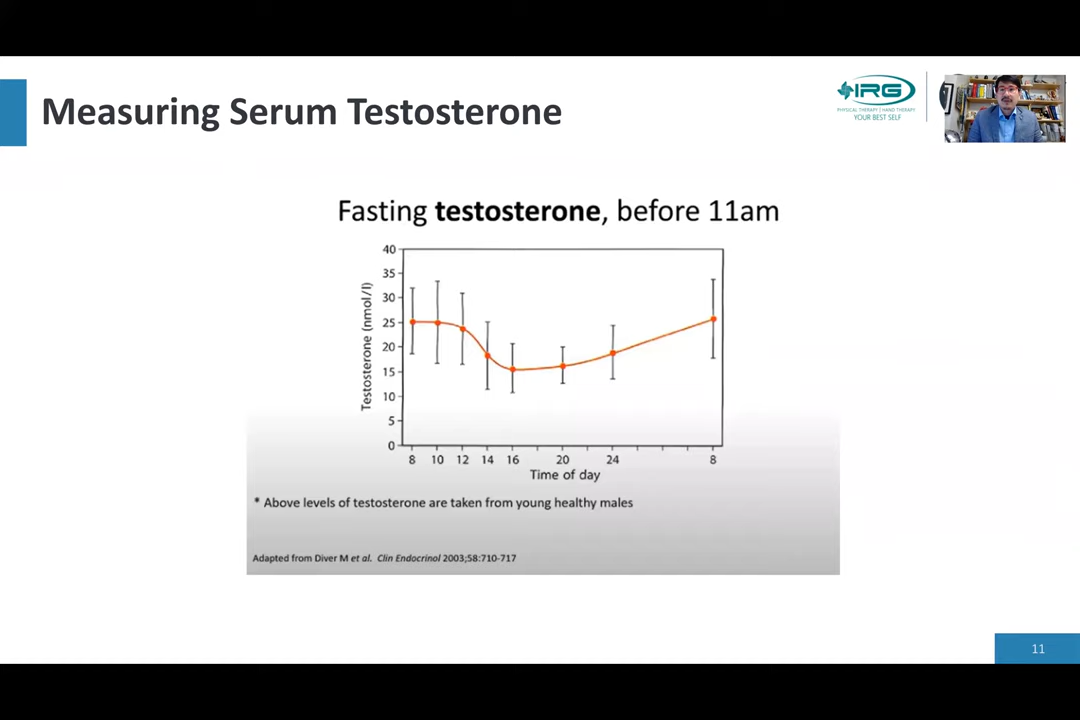 Measuring Serum Testosterone
IRG
PHYSICAL THERAPY | HAND THERAPY
YOUR BEST SELF
Fasting testosterone, before 11am
40
35
30
25
20
15
10
5
0
Testosterone (nmol/l)
8 10 12 14 16 20 24 8
Time of day
* Above levels of testosterone are taken from young healthy males
Adapted from Diver M et al. Clin Endocrinol 2003;58:710-717
11